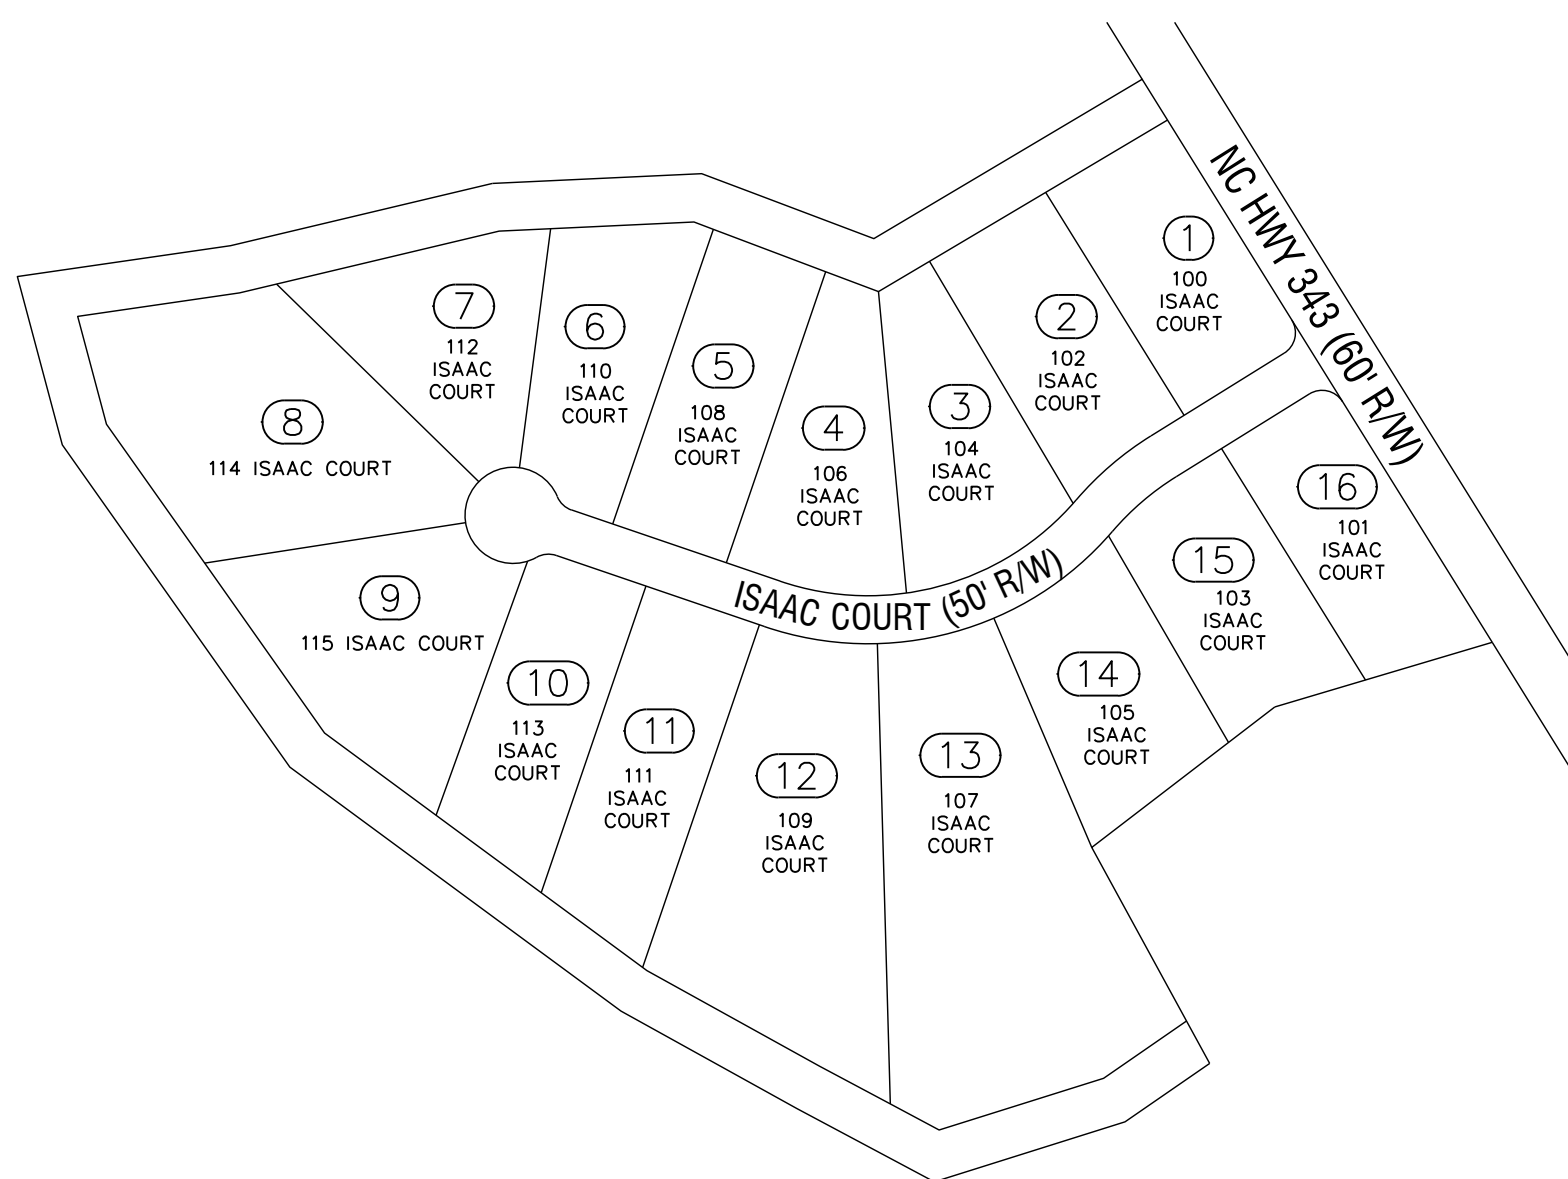 NC HWY 343 (60' R/W)
1
100
ISAAC
COURT
2
102
ISAAC
COURT
3
104
ISAAC
COURT
4
106
ISAAC
COURT
5
108
ISAAC
COURT
6
110
ISAAC
COURT
7
112
ISAAC
COURT
8
114 ISAAC COURT
9
115 ISAAC COURT
10
113
ISAAC
COURT
11
111
ISAAC
COURT
12
109
ISAAC
COURT
13
107
ISAAC
COURT
14
105
ISAAC
COURT
15
103
ISAAC
COURT
16
101
ISAAC
COURT
ISAAC COURT (50' R/W)